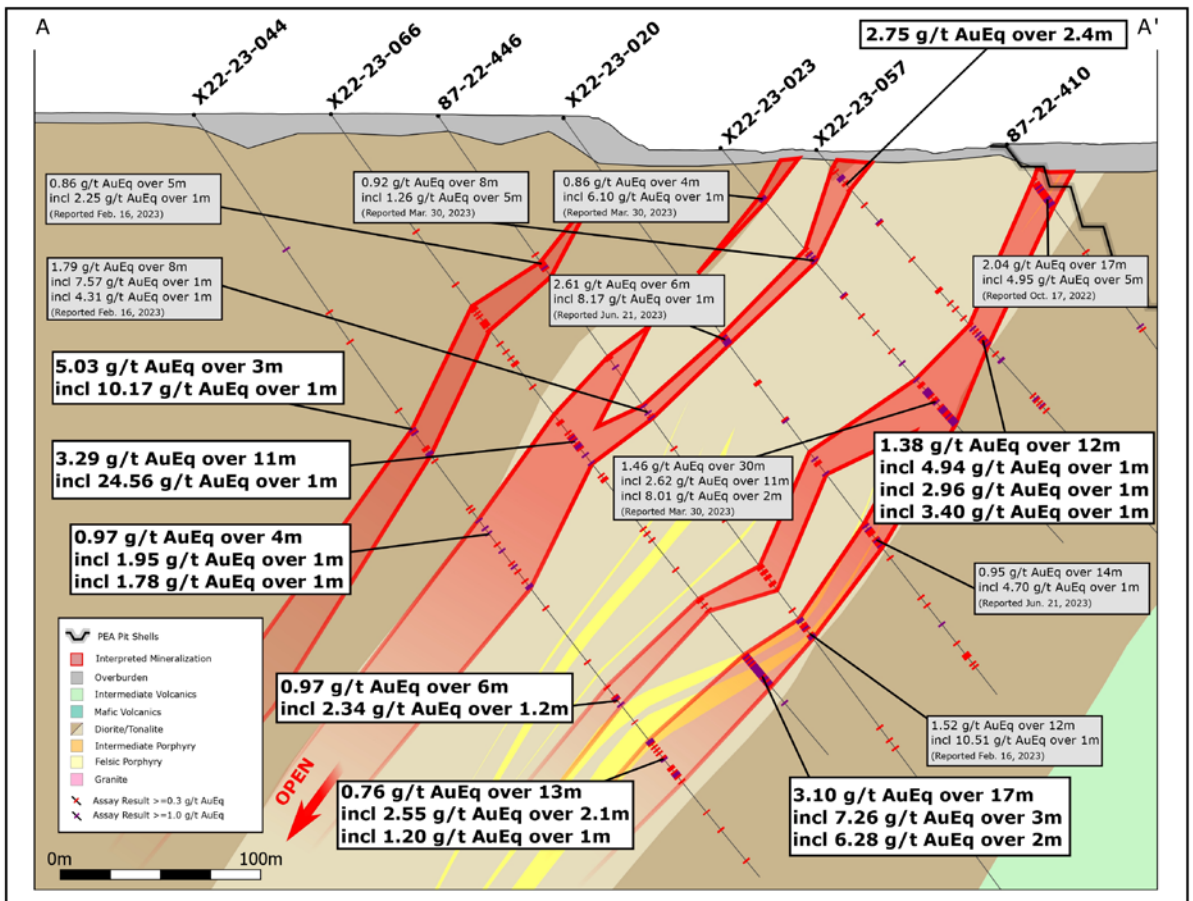 A
A'
X22-23-044
X22-23-066
87-22-446
X22-23-020
X22-23-023
X22-23-057
87-22-410
2.75 g/t AuEq over 2.4m
0.86 g/t AuEq over 5m
incl 2.25 g/t AuEq over 1m
(Reported Feb. 16, 2023)
0.92 g/t AuEq over 8m
incl 1.26 g/t AuEq over 5m
(Reported Mar. 30, 2023)
0.86 g/t AuEq over 4m
incl 6.10 g/t AuEq over 1m
(Reported Mar. 30, 2023)
1.79 g/t AuEq over 8m
incl 7.57 g/t AuEq over 1m
incl 4.31 g/t AuEq over 1m
(Reported Feb. 16, 2023)
2.61 g/t AuEq over 6m
incl 8.17 g/t AuEq over 1m
(Reported Jun. 21, 2023)
2.04 g/t AuEq over 17m
incl 4.95 g/t AuEq over 5m
(Reported Oct. 17, 2022)
5.03 g/t AuEq over 3m
incl 10.17 g/t AuEq over 1m
3.29 g/t AuEq over 11m
incl 24.56 g/t AuEq over 1m
1.46 g/t AuEq over 30m
incl 2.62 g/t AuEq over 11m
incl 8.01 g/t AuEq over 2m
(Reported Mar. 30, 2023)
1.38 g/t AuEq over 12m
incl 4.94 g/t AuEq over 1m
incl 2.96 g/t AuEq over 1m
incl 3.40 g/t AuEq over 1m
0.97 g/t AuEq over 4m
incl 1.95 g/t AuEq over 1m
incl 1.78 g/t AuEq over 1m
0.95 g/t AuEq over 14m
incl 4.70 g/t AuEq over 1m
(Reported Jun. 21, 2023)
PEA Pit Shells
Interpreted Mineralization
Overburden
Intermediate Volcanics
Mafic Volcanics
Diorite/Tonalite
Intermediate Porphyry
Felsic Porphyry
Granite
Assay Result >=0.3 g/t AuEq
Assay Result >=1.0 g/t AuEq
0.97 g/t AuEq over 6m
incl 2.34 g/t AuEq over 1.2m
1.52 g/t AuEq over 12m
incl 10.51 g/t AuEq over 1m
(Reported Feb. 16, 2023)
OPEN
0.76 g/t AuEq over 13m
incl 2.55 g/t AuEq over 2.1m
incl 1.20 g/t AuEq over 1m
3.10 g/t AuEq over 17m
incl 7.26 g/t AuEq over 3m
incl 6.28 g/t AuEq over 2m
0m
100m